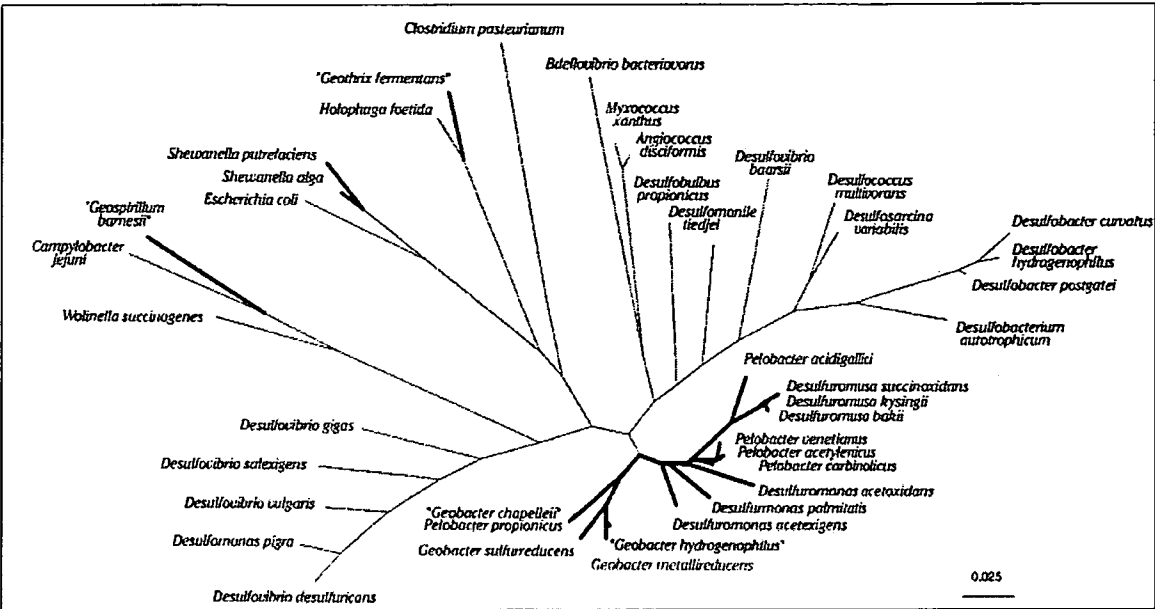 Clostridium pasteurianum
Bdellovibrio bacteriovorus
"Geothrix fermentans"
Holophaga foetida
Myxococcus
xanthus
Angiococcus
disciformis
Shewanella putrefaciens
Shewanella alga
Escherichia coli
Desulfovibrio
baarsii
Desulfobulbus
propionicus
Desulfomonile
tiedjei
Desulfococcus
multivorans
Desulfosarcina
variabilis
"Geospirillum
barnesii"
Campylobacter
jejuni
Wolinella succinogenes
Desulfobacter curvatus
Desulfobacter
hydrogenophilus
Desulfobacter postgatei
Desulfobacterium
autotrophicum
Pelobacter acidigallici
Desulfuromusa succinoxidans
Desulfuromusa kysingii
Desulfuromusa bakii
Pelobacter venetianus
Pelobacter acetylenicus
Pelobacter carbinolicus
Desulfuromonas acetoxidans
Desulfurmonas palmitatis
Desulfuromonas acetexigens
Desulfovibrio gigas
Desulfovibrio salexigens
Desulfovibrio vulgaris
Desulfomonas pigra
Desulfovibrio desulfuricans
"Geobacter chapelleii"
Pelobacter propionicus
Geobacter sulfurreducens
"Geobacter hydrogenophilus"
Geobacter metallireducens
0.025